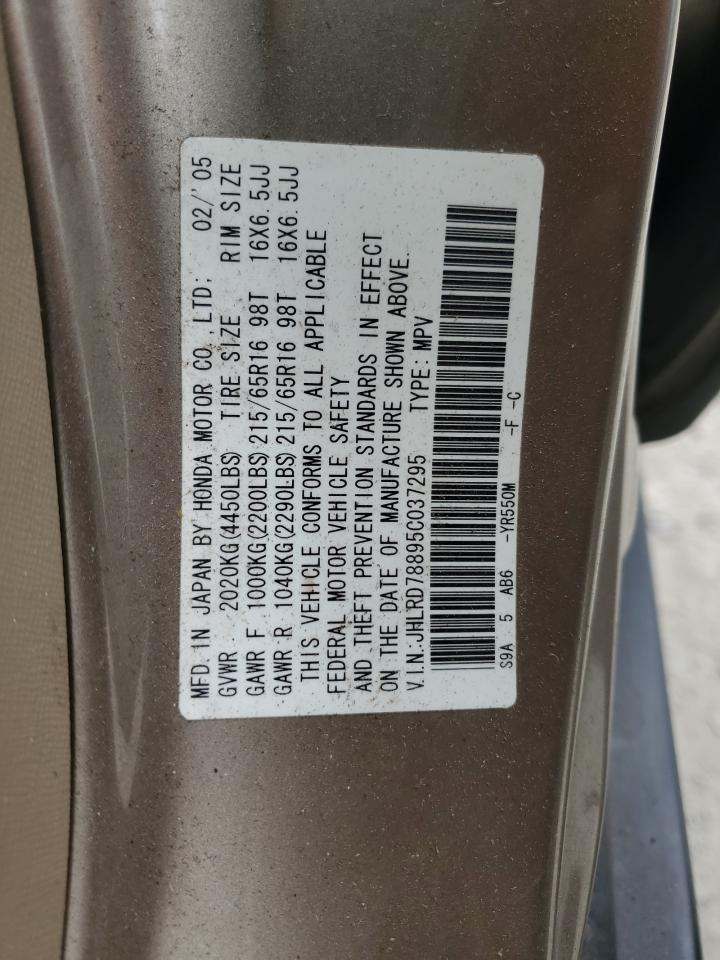 MFD. IN JAPAN BY HONDA MOTOR CO.,LTD; 02/'05
GVWR 2020KG(4450LBS) TIRE SIZE RIM SIZE
GAWR F 1000KG(2200LBS) 215/65R16 98T 16X6.5JJ
GAWR R 1040KG(2290LBS) 215/65R16 98T 16X6.5JJ
THIS VEHICLE CONFORMS TO ALL APPLICABLE
FEDERAL MOTOR VEHICLE SAFETY
AND THEFT PREVENTION STANDARDS IN EFFECT
ON THE DATE OF MANUFACTURE SHOWN ABOVE.
V.I.N.:JHLRD78895C037295 TYPE: MPV
S9A 5 AB6 -YR550M -F -C